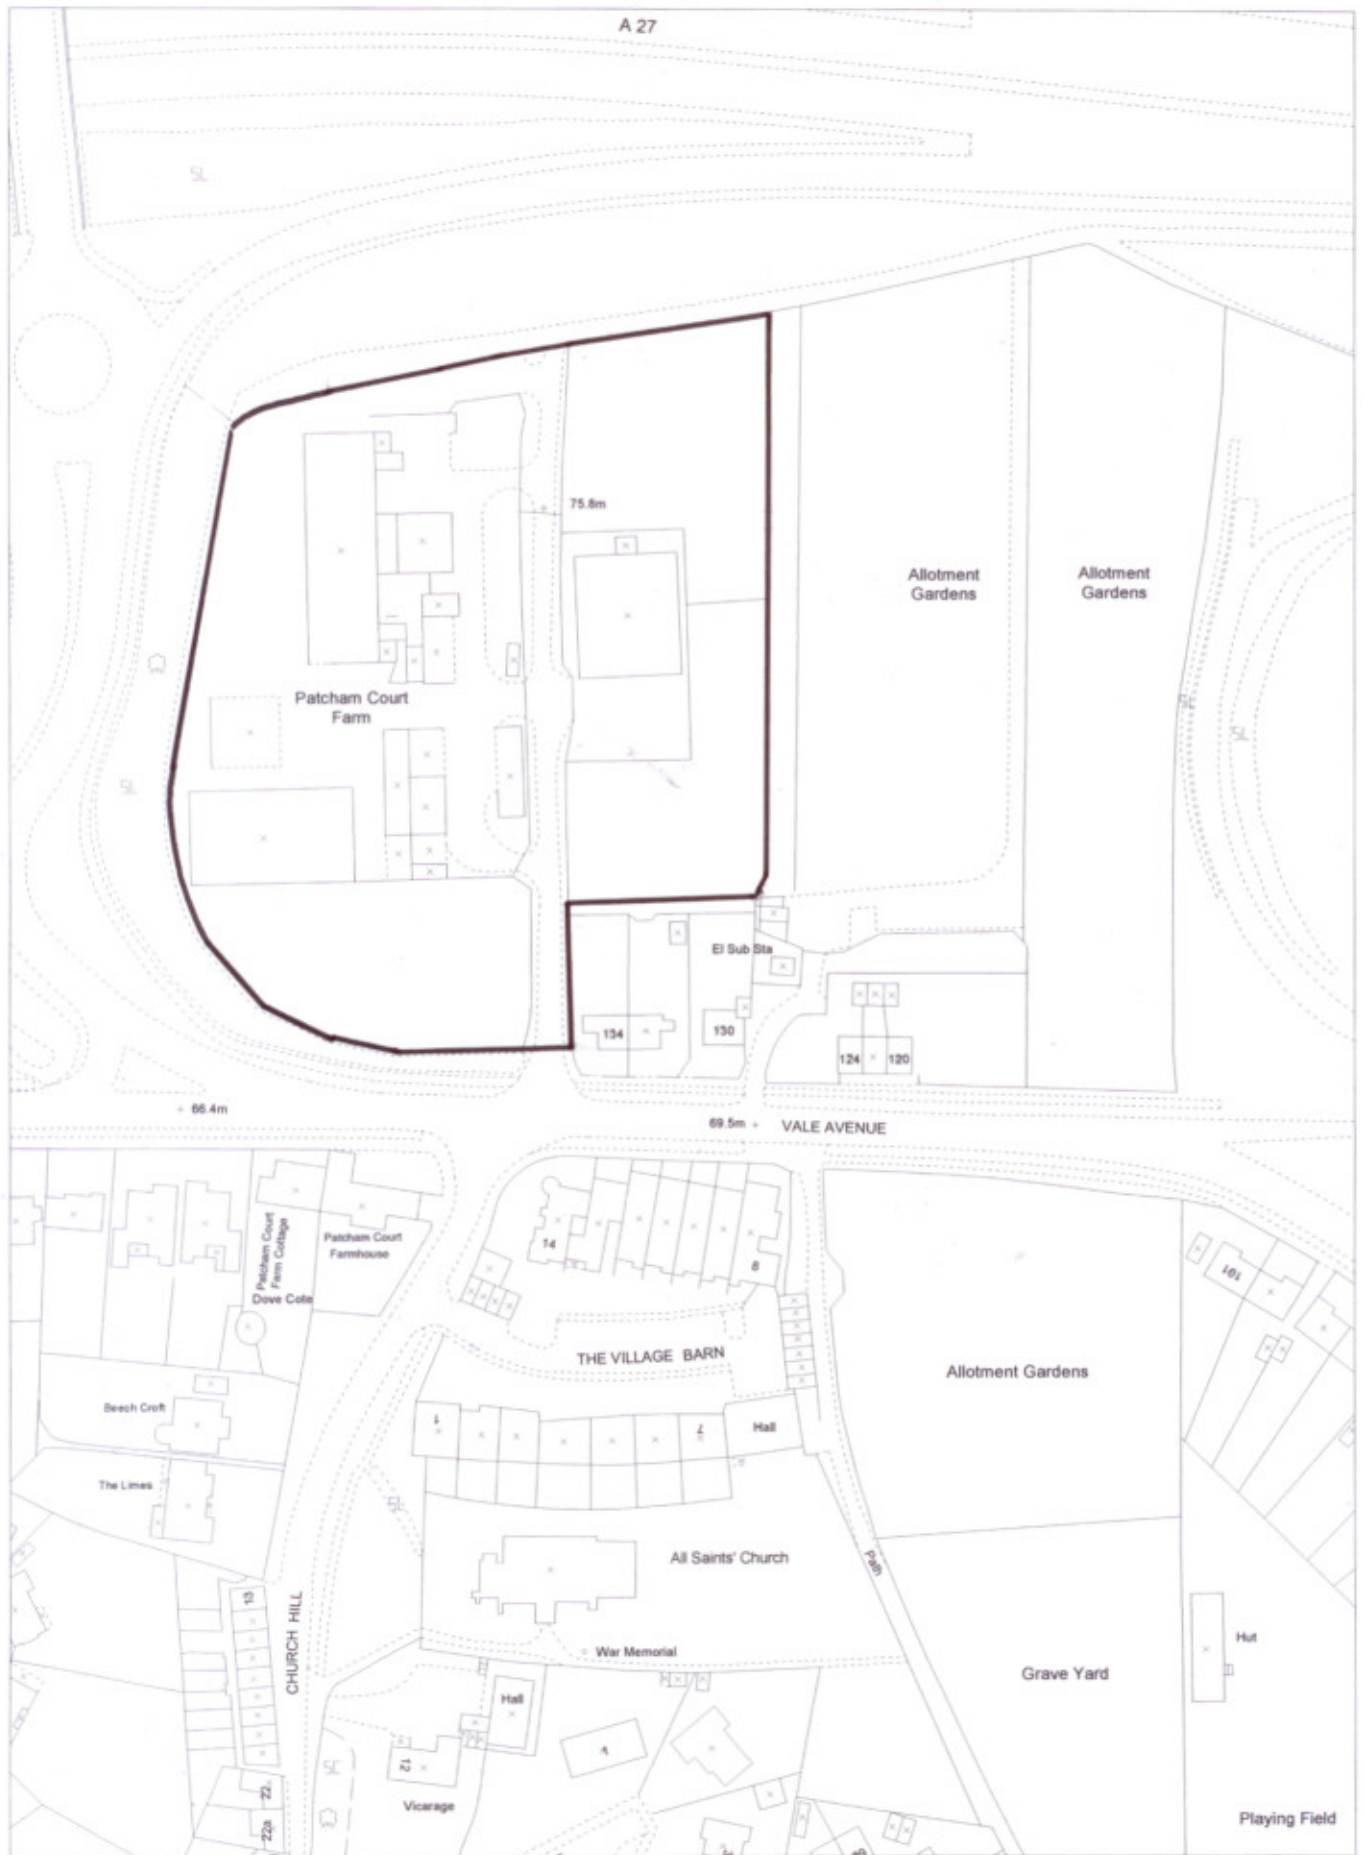 A 27
SL
75.8m
Allotment
Gardens
Allotment
Gardens
Patcham Court
Farm
SL
SL
SL
El Sub Sta
134
130
124
120
66.4m
69.5m
VALE AVENUE
Patcham Court
Farm Cottage
Patcham Court
Farmhouse
Dove Cote
14
8
101
THE VILLAGE BARN
Allotment Gardens
Beech Croft
1
7
Hall
The Limes
SL
All Saints' Church
Path
13
CHURCH HILL
War Memorial
Hut
Grave Yard
Hall
12
Vicarage
22
22a
Playing Field